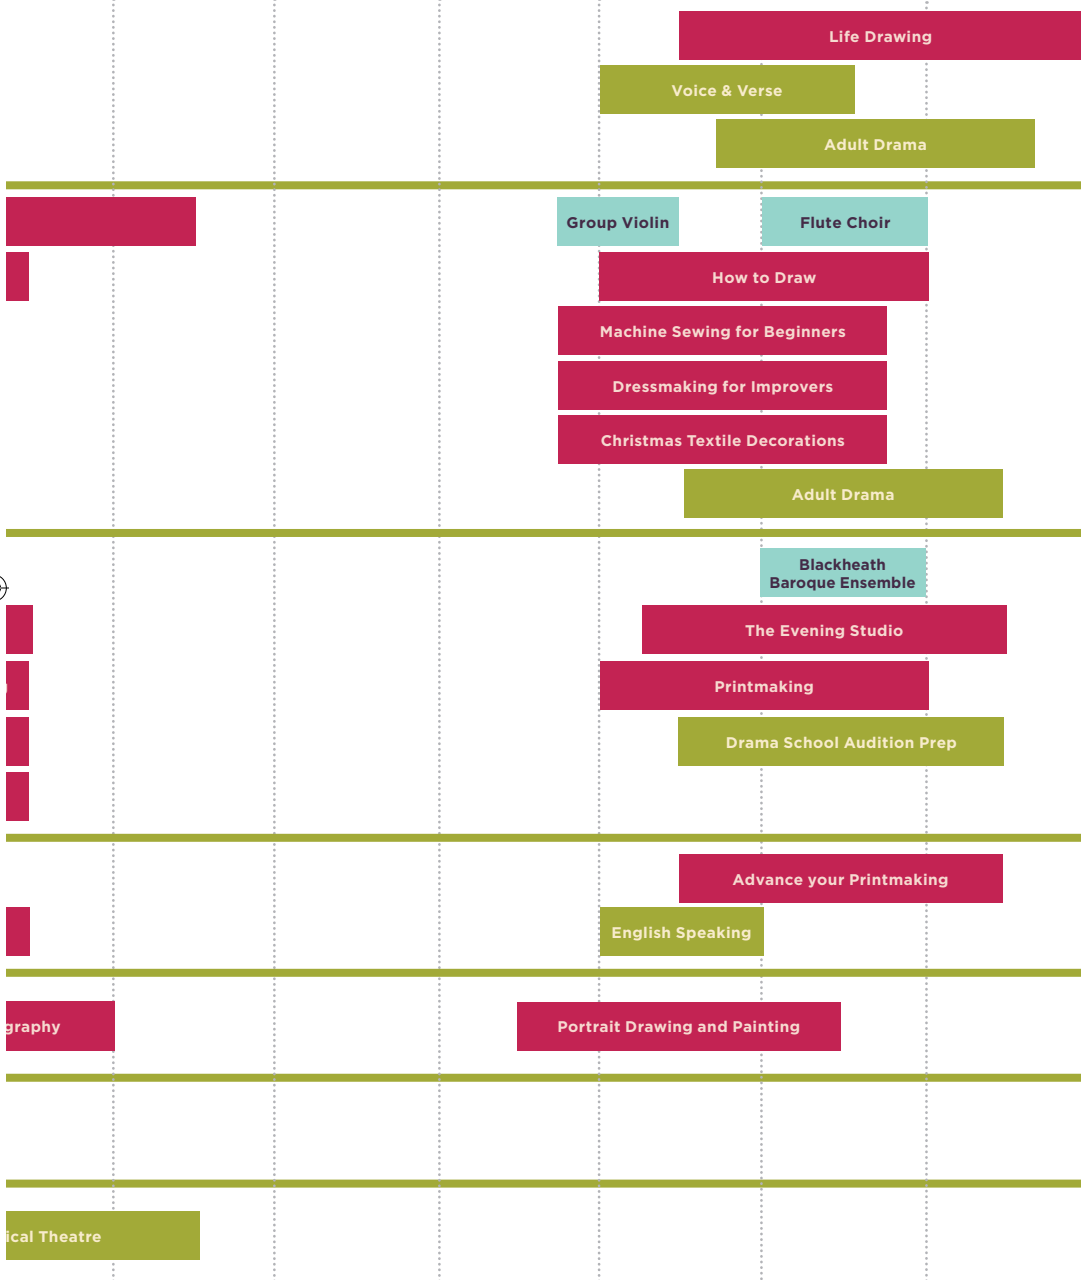 Life Drawing
Voice & Verse
Adult Drama
Group Violin
Flute Choir
How to Draw
Machine Sewing for Beginners
Dressmaking for Improvers
Christmas Textile Decorations
Adult Drama
Blackheath
Baroque Ensemble
The Evening Studio
Printmaking
Drama School Audition Prep
Advance your Printmaking
English Speaking
graphy
Portrait Drawing and Painting
ical Theatre